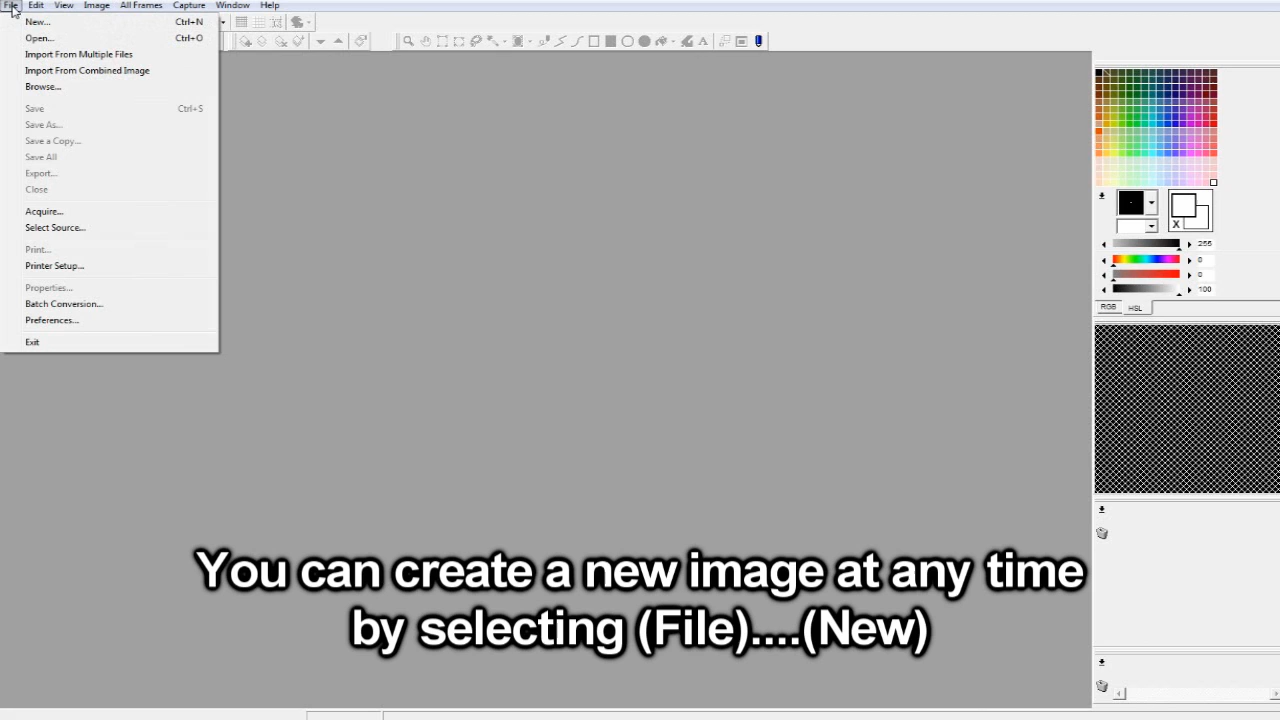 File Edit View Image All Frames Capture Window Help
New... Ctrl+N
Open... Ctrl+O
Import From Multiple Files
Import From Combined Image
Browse...
Save Ctrl+S
Save As...
Save a Copy...
Save All
Export...
Close
Acquire...
Select Source...
Print...
Printer Setup...
Properties...
Batch Conversion...
Preferences...
Exit
X
255
0
0
100
RGB HSL
You can create a new image at any time
by selecting (File)....(New)